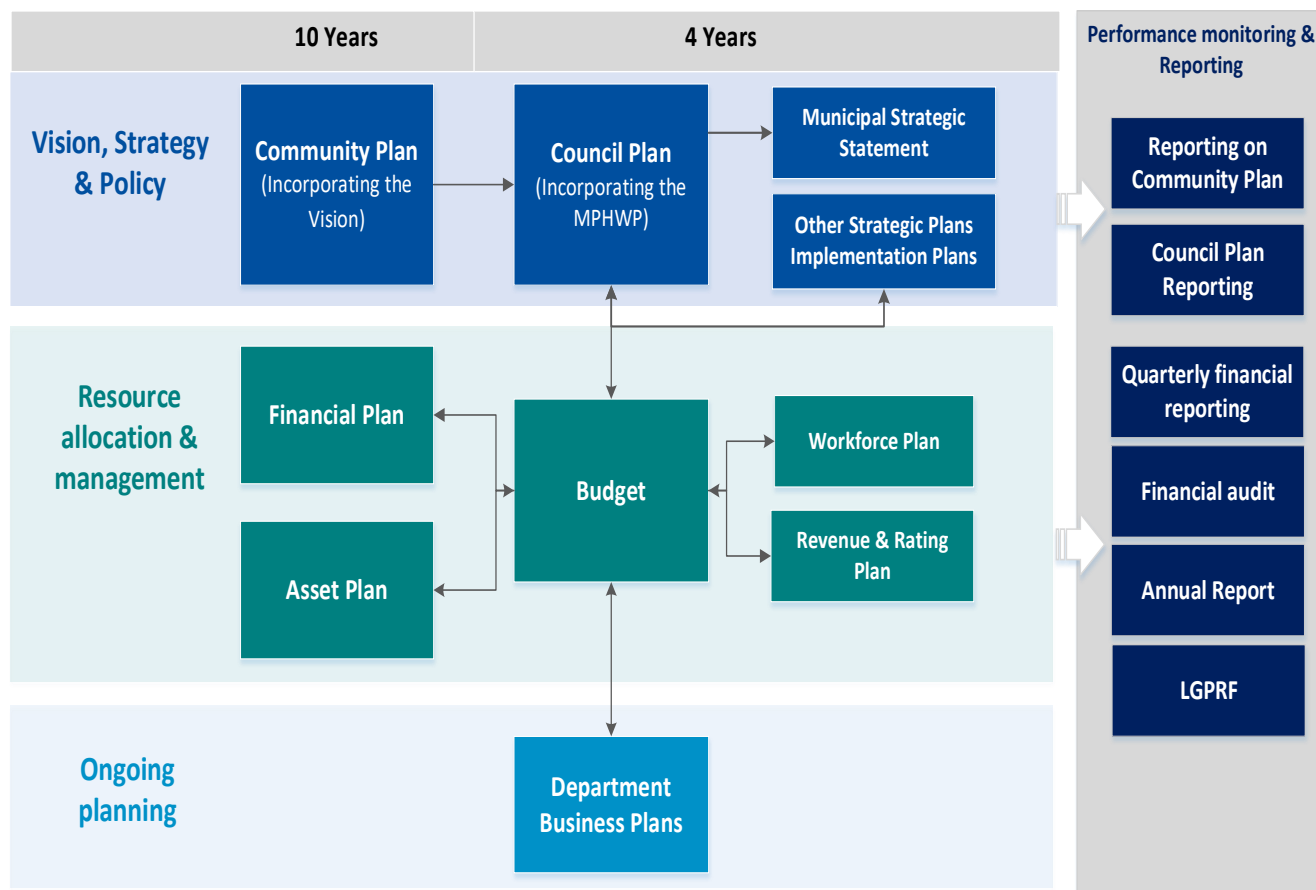 10 Years
4 Years
Performance monitoring &
Reporting
Vision, Strategy
& Policy
Community Plan
(Incorporating the
Vision)
Council Plan
(Incorporating the
MPHWP)
Municipal Strategic
Statement
Other Strategic Plans
Implementation Plans
Reporting on
Community Plan
Council Plan
Reporting
Resource
allocation &
management
Financial Plan
Asset Plan
Budget
Workforce Plan
Revenue & Rating
Plan
Quarterly financial
reporting
Financial audit
Annual Report
LGPRF
Ongoing
planning
Department
Business Plans